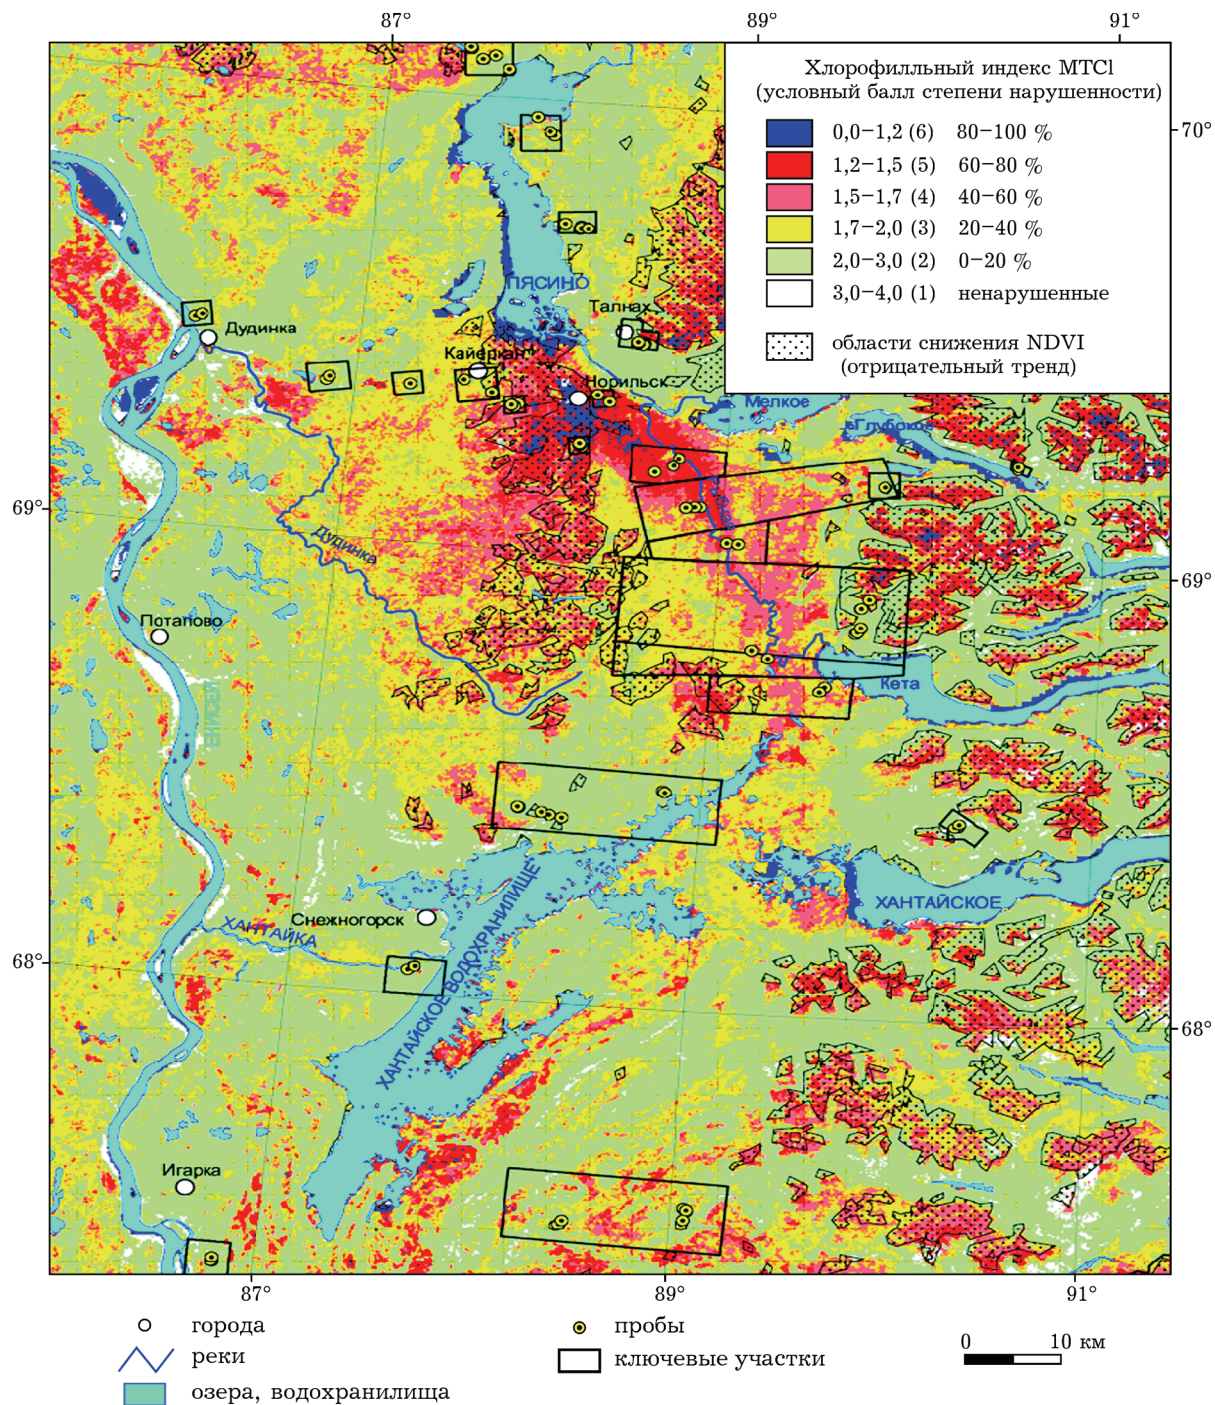 87° 89° 91°
Хлорофилльный индекс MTCl
(условный балл степени нарушенности)
0,0–1,2 (6) 80–100 %
1,2–1,5 (5) 60–80 %
1,5–1,7 (4) 40–60 %
1,7–2,0 (3) 20–40 %
2,0–3,0 (2) 0–20 %
3,0–4,0 (1) ненарушенные
области снижения NDVI
(отрицательный тренд)
70°
ПЯСИНО
Талнах
Дудинка
Кайеркан
Норильск
Мелкое
Глубокое
69°
Дудинка
69°
Потапово
ЕНИСЕЙ
Кета
ХАНТАЙСКОЕ
Снежногорск
ХАНТАЙКА
ХАНТАЙСКОЕ ВОДОХРАНИЛИЩЕ
68°
68°
Игарка
87° 89° 91°
города
реки
озера, водохранилища
пробы
ключевые участки
0 10 км